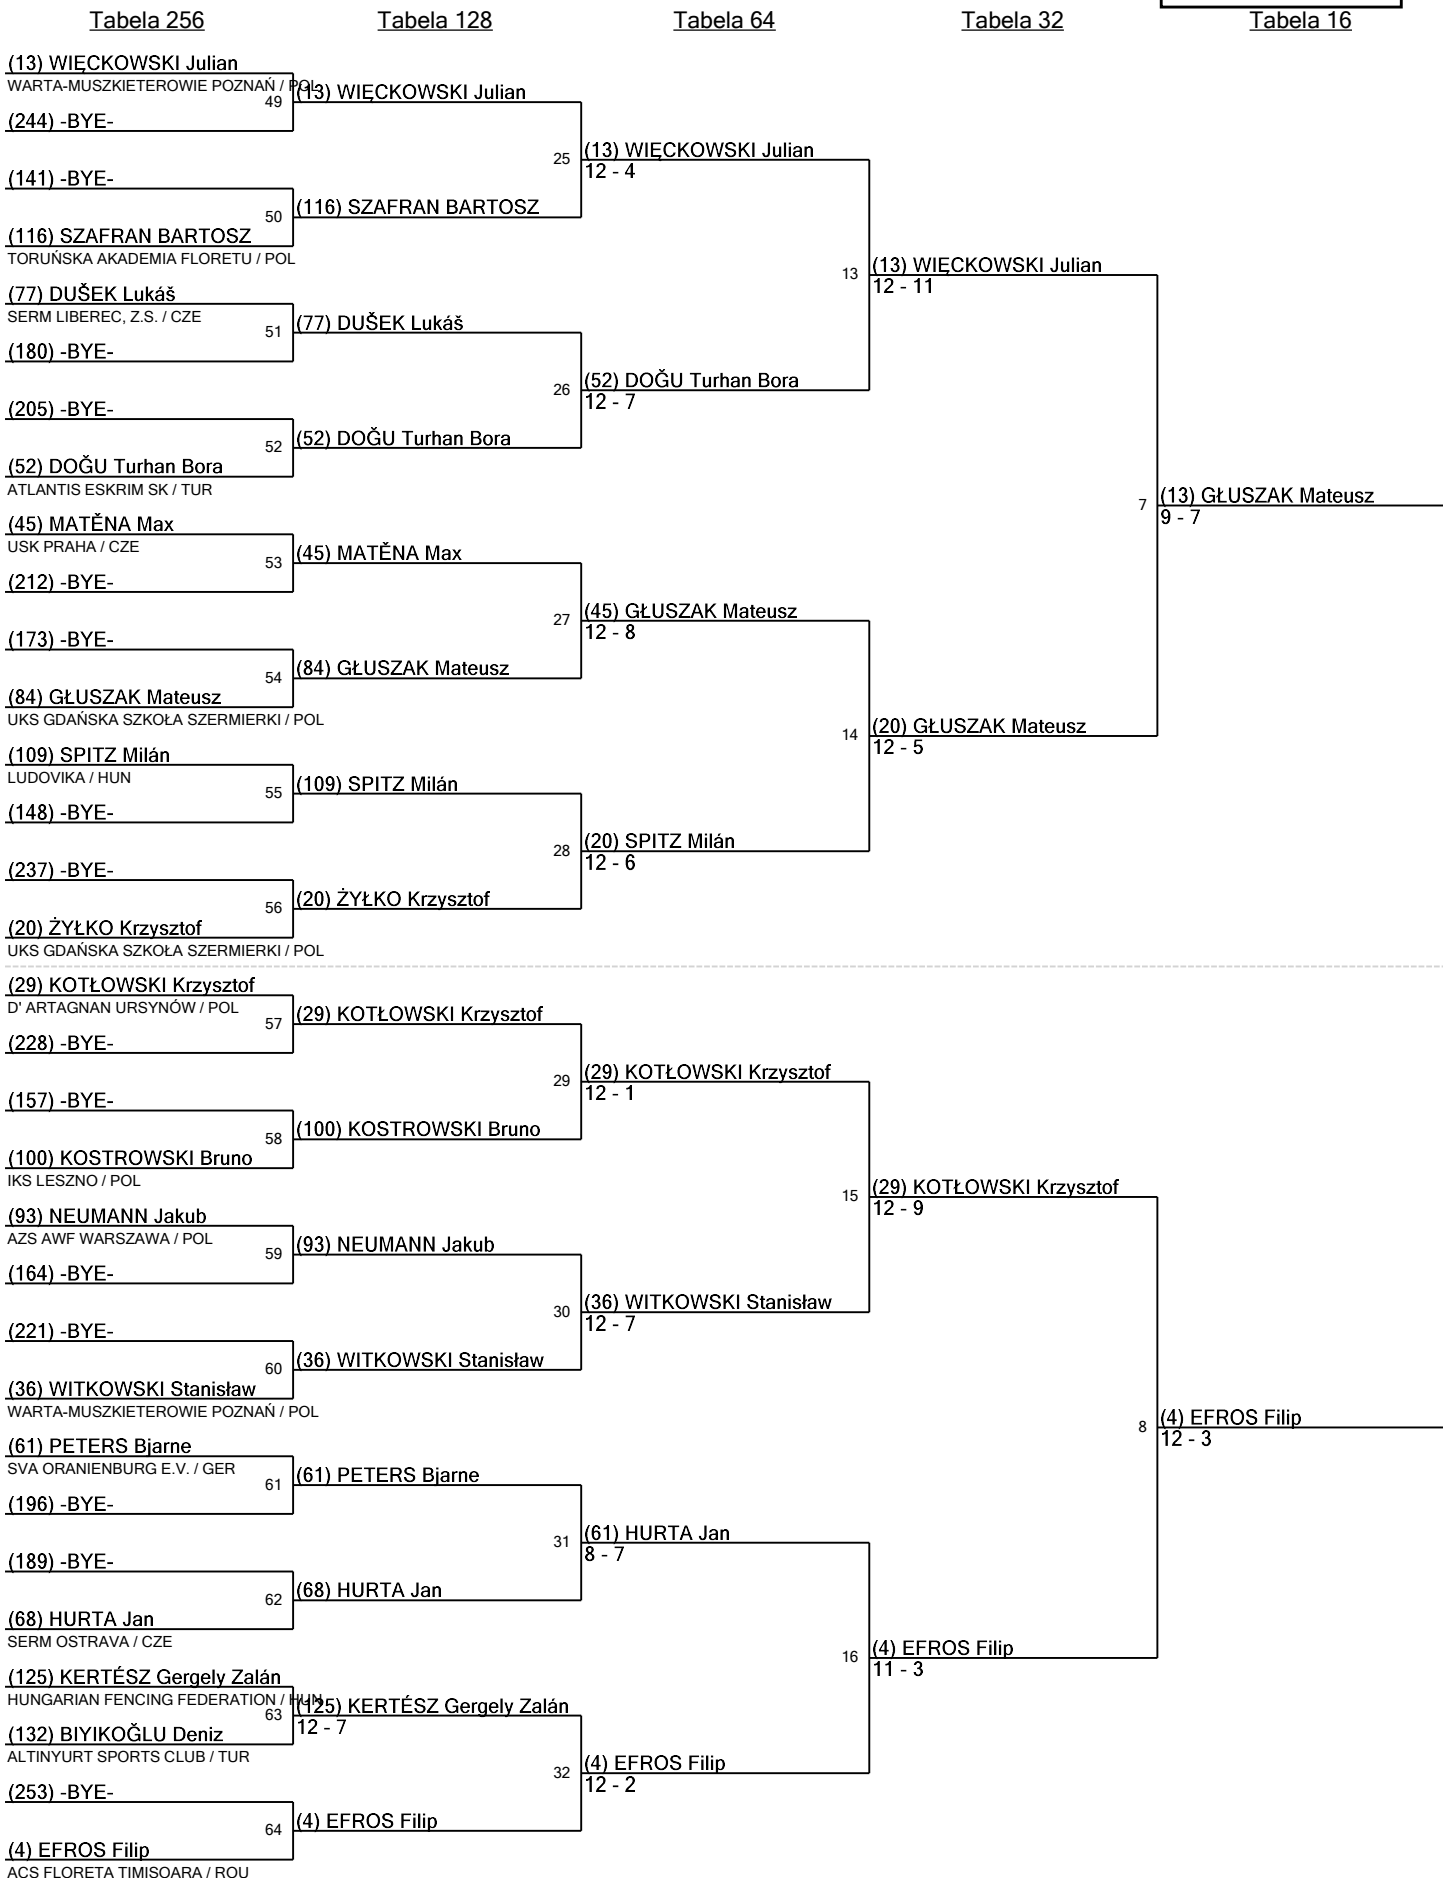 Tabela 256
Tabela 128
Tabela 64
Tabela 32
Tabela 16
(13) WIĘCKOWSKI Julian
WARTA-MUSZKIETEROWIE POZNAŃ / POL
49
(244) -BYE-
(141) -BYE-
50
(116) SZAFRAN BARTOSZ
TORUŃSKA AKADEMIA FLORETU / POL
(77) DUŠEK Lukáš
SERM LIBEREC, Z.S. / CZE
51
(180) -BYE-
(205) -BYE-
52
(52) DOĞU Turhan Bora
ATLANTIS ESKRIM SK / TUR
(45) MATĚNA Max
USK PRAHA / CZE
53
(212) -BYE-
(173) -BYE-
54
(84) GŁUSZAK Mateusz
UKS GDAŃSKA SZKOŁA SZERMIERKI / POL
(109) SPITZ Milán
LUDOVIKA / HUN
55
(148) -BYE-
(237) -BYE-
56
(20) ŻYŁKO Krzysztof
UKS GDAŃSKA SZKOŁA SZERMIERKI / POL
(29) KOTŁOWSKI Krzysztof
D' ARTAGNAN URSYNÓW / POL
57
(228) -BYE-
(157) -BYE-
58
(100) KOSTROWSKI Bruno
IKS LESZNO / POL
(93) NEUMANN Jakub
AZS AWF WARSZAWA / POL
59
(164) -BYE-
(221) -BYE-
60
(36) WITKOWSKI Stanisław
WARTA-MUSZKIETEROWIE POZNAŃ / POL
(61) PETERS Bjarne
SVA ORANIENBURG E.V. / GER
61
(196) -BYE-
(189) -BYE-
62
(68) HURTA Jan
SERM OSTRAVA / CZE
(125) KERTÉSZ Gergely Zalán
HUNGARIAN FENCING FEDERATION / HUN
63
(132) BIYIKOĞLU Deniz
ALTINYURT SPORTS CLUB / TUR
(253) -BYE-
64
(4) EFROS Filip
ACS FLORETA TIMISOARA / ROU
(13) WIĘCKOWSKI Julian
25
(116) SZAFRAN BARTOSZ
(77) DUŠEK Lukáš
26
(52) DOĞU Turhan Bora
(45) MATĚNA Max
27
(84) GŁUSZAK Mateusz
(109) SPITZ Milán
28
(20) ŻYŁKO Krzysztof
(29) KOTŁOWSKI Krzysztof
29
(100) KOSTROWSKI Bruno
(93) NEUMANN Jakub
30
(36) WITKOWSKI Stanisław
(61) PETERS Bjarne
31
(68) HURTA Jan
(125) KERTÉSZ Gergely Zalán
12 - 7
32
(4) EFROS Filip
(13) WIĘCKOWSKI Julian
12 - 4
13
(52) DOĞU Turhan Bora
12 - 7
(45) GŁUSZAK Mateusz
12 - 8
14
(20) SPITZ Milán
12 - 6
(29) KOTŁOWSKI Krzysztof
12 - 1
15
(36) WITKOWSKI Stanisław
12 - 7
(61) HURTA Jan
8 - 7
16
(4) EFROS Filip
12 - 2
(13) WIĘCKOWSKI Julian
12 - 11
7
(20) GŁUSZAK Mateusz
12 - 5
(29) KOTŁOWSKI Krzysztof
12 - 9
8
(4) EFROS Filip
11 - 3
(13) GŁUSZAK Mateusz
9 - 7
(4) EFROS Filip
12 - 3